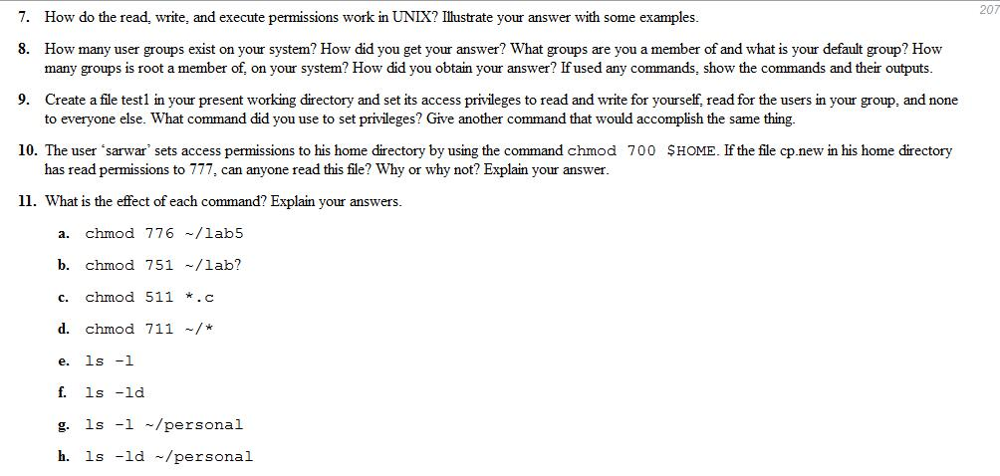 207
7. How do the read, write, and execute permissions work in UNIX? Illustrate your answer with some examples.
8. How many user groups exist on your system? How did you get your answer? What groups are you a member of and what is your default group? How
many groups is root a member of, on your system? How did you obtain your answer? If used any commands, show the commands and their outputs.
9. Create a file test1 in your present working directory and set its access privileges to read and write for yourself, read for the users in your group, and none
to everyone else. What command did you use to set privileges? Give another command that would accomplish the same thing.
10. The user ‘sarwar’ sets access permissions to his home directory by using the command chmod 700 $HOME. If the file cp.new in his home directory
has read permissions to 777, can anyone read this file? Why or why not? Explain your answer.
11. What is the effect of each command? Explain your answers.
a. chmod 776 ~/lab5
b. chmod 751 ~/lab?
c. chmod 511 *.c
d. chmod 711 ~/*
e. ls -l
f. ls -ld
g. ls -l ~/personal
h. ls -ld ~/personal